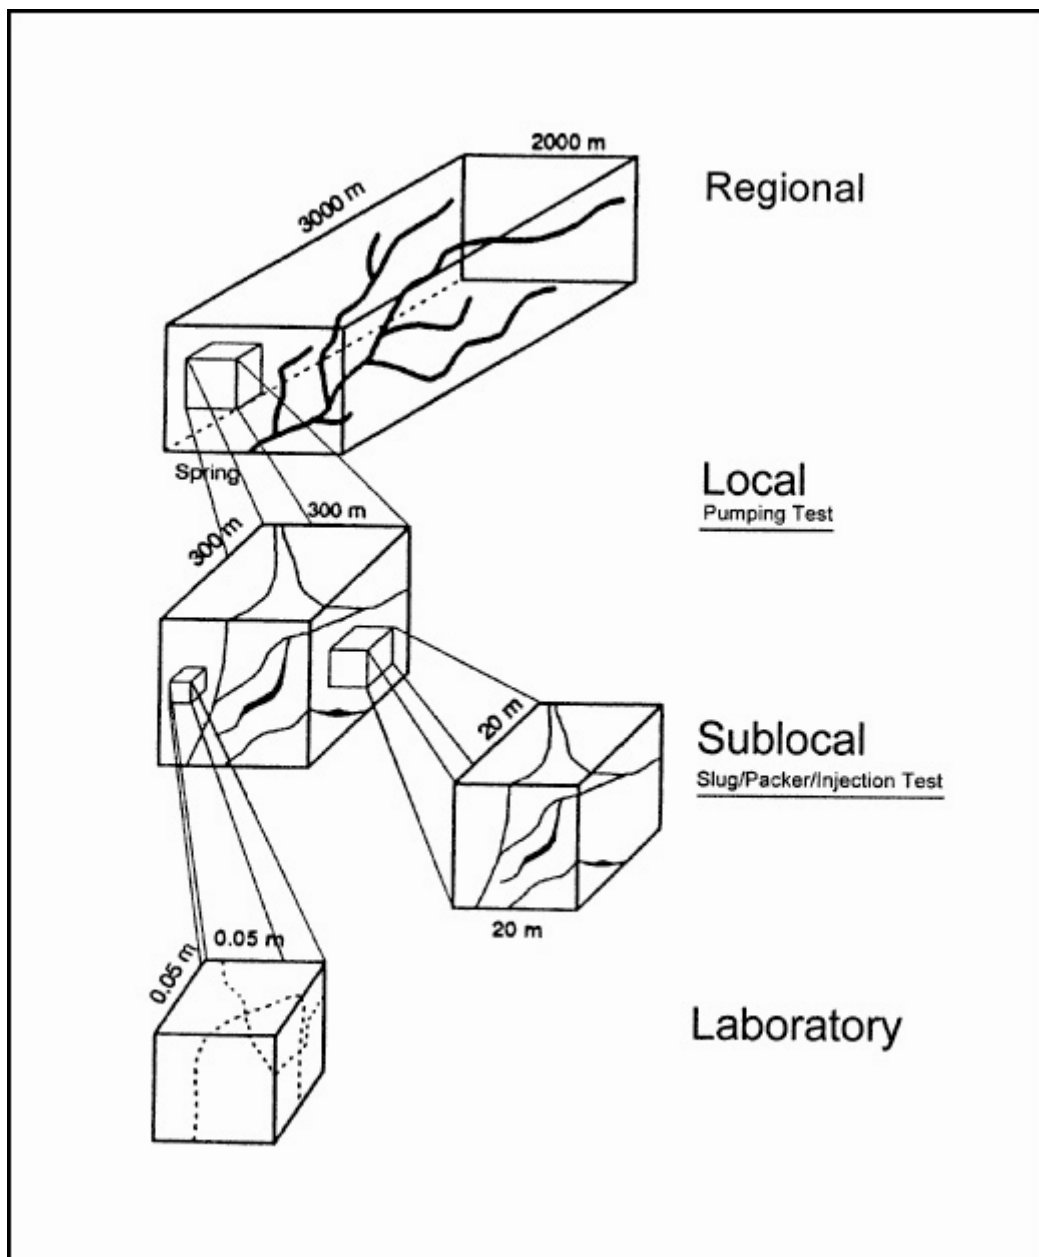 2000 m
3000 m
Regional
Spring
Local
Pumping Test
300 m
300 m
Sublocal
Slug/Packer/Injection Test
20 m
20 m
0.05 m
0.05 m
Laboratory